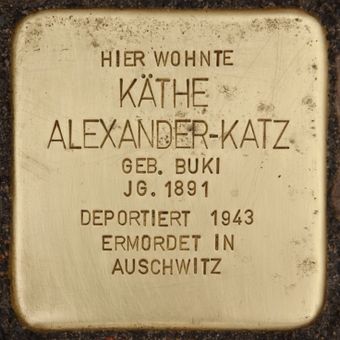 HIER WOHNTE
KÄTHE
ALEXANDER-KATZ
GEB. BUKI
JG. 1891
DEPORTIERT 1943
ERMORDET IN
AUSCHWITZ